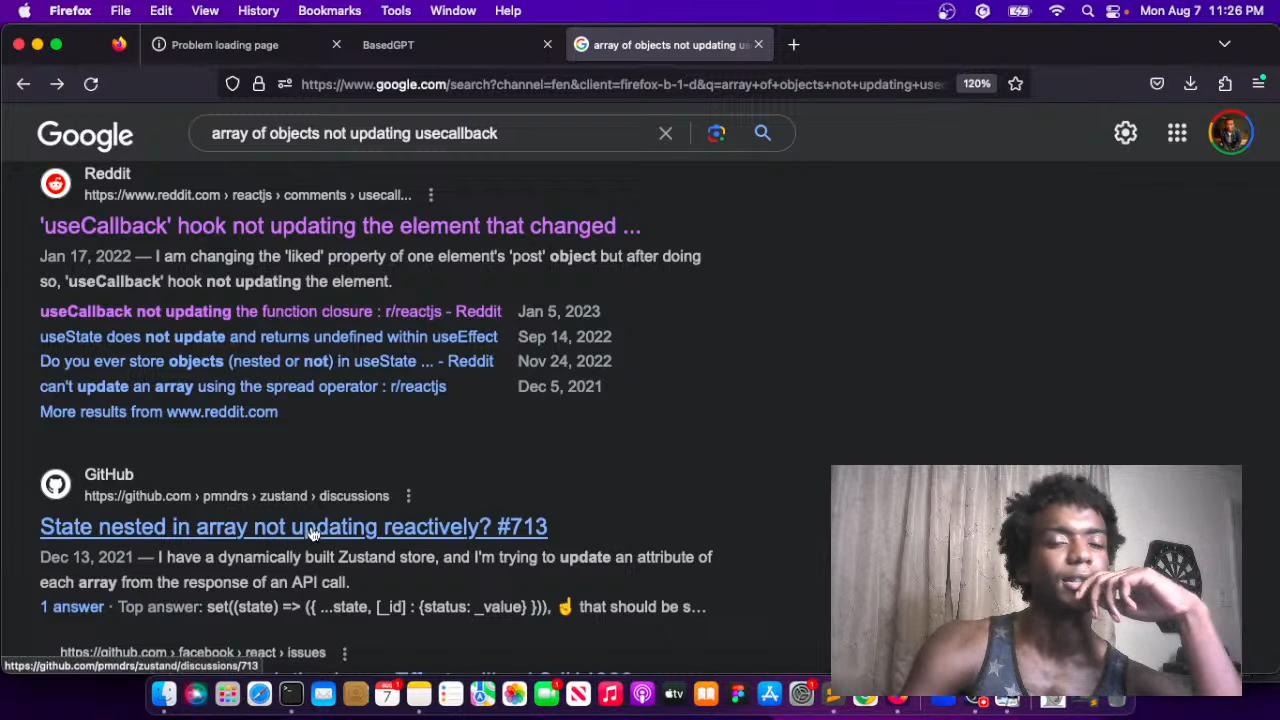 Firefox File Edit View History Bookmarks Tools Window Help Mon Aug 7 11:26 PM
Problem loading page BasedGPT array of objects not updating us
https://www.google.com/search?channel=fen&client=firefox-b-1-d&q=array+of+objects+not+updating+usec 120%
Google array of objects not updating usecallback
Reddit
https://www.reddit.com › reactjs › comments › usecall...
'useCallback' hook not updating the element that changed ...
Jan 17, 2022 — I am changing the 'liked' property of one element's 'post' object but after doing
so, 'useCallback' hook not updating the element.
useCallback not updating the function closure : r/reactjs - Reddit Jan 5, 2023
useState does not update and returns undefined within useEffect Sep 14, 2022
Do you ever store objects (nested or not) in useState ... - Reddit Nov 24, 2022
can't update an array using the spread operator : r/reactjs Dec 5, 2021
More results from www.reddit.com
GitHub
https://github.com › pmndrs › zustand › discussions
State nested in array not updating reactively? #713
Dec 13, 2021 — I have a dynamically built Zustand store, and I'm trying to update an attribute of
each array from the response of an API call.
1 answer · Top answer: set((state) => ({ ...state, [_id] : {status: _value} })), ☝ that should be s...
https://github.com › facebook › react › issues
https://github.com/pmndrs/zustand/discussions/713